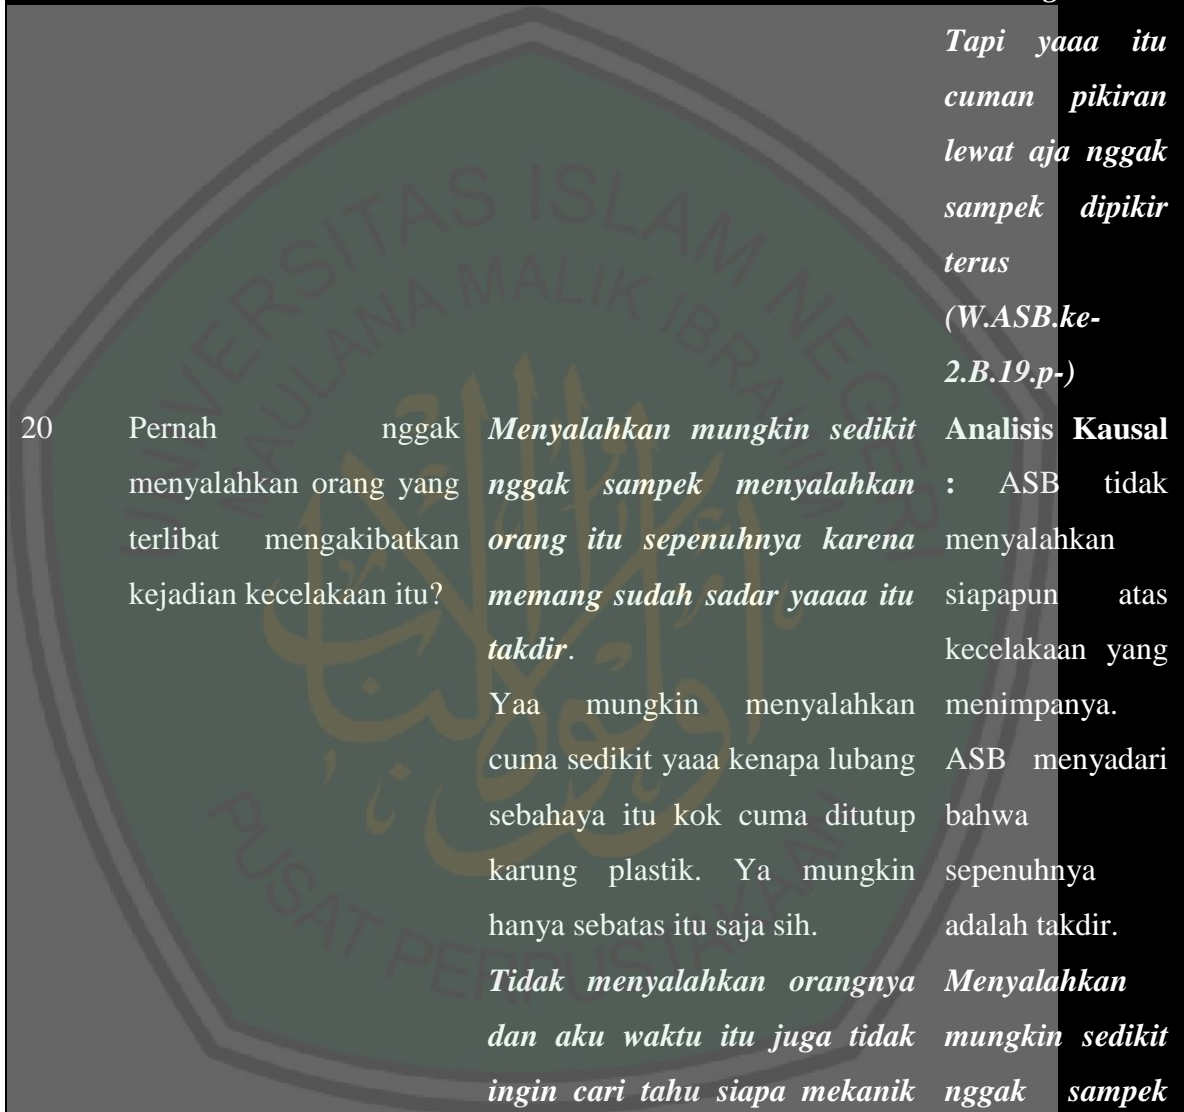 Tapi yaaa itu
cuman pikiran
lewat aja nggak
sampek dipikir
terus
(W.ASB.ke-
2.B.19.p-)
20
Pernah nggak
menyalahkan orang yang
terlibat mengakibatkan
kejadian kecelakaan itu?
Menyalahkan mungkin sedikit
nggak sampek menyalahkan
orang itu sepenuhnya karena
memang sudah sadar yaaaa itu
takdir.
Yaa mungkin menyalahkan
cuma sedikit yaaa kenapa lubang
sebahaya itu kok cuma ditutup
karung plastik. Ya mungkin
hanya sebatas itu saja sih.
Tidak menyalahkan orangnya
dan aku waktu itu juga tidak
ingin cari tahu siapa mekanik
Analisis Kausal
: ASB tidak
menyalahkan
siapapun atas
kecelakaan yang
menimpanya.
ASB menyadari
bahwa
sepenuhnya
adalah takdir.
Menyalahkan
mungkin sedikit
nggak sampek
UNIVERSITAS ISLAM NEGERI
MAULANA MALIK IBRAHIM
PUSAT PERPUSTAKAAN